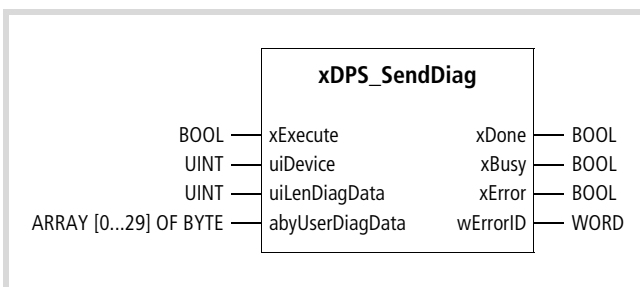 xDPS_SendDiag
BOOL xExecute xDone BOOL
UINT uiDevice xBusy BOOL
UINT uiLenDiagData xError BOOL
ARRAY [0...29] OF BYTE abyUserDiagData wErrorID WORD